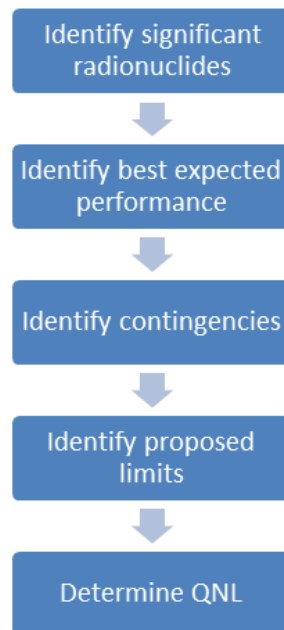 Identify significant
radionuclides
Identify best expected
performance
Identify contingencies
Identify proposed
limits
Determine QNL